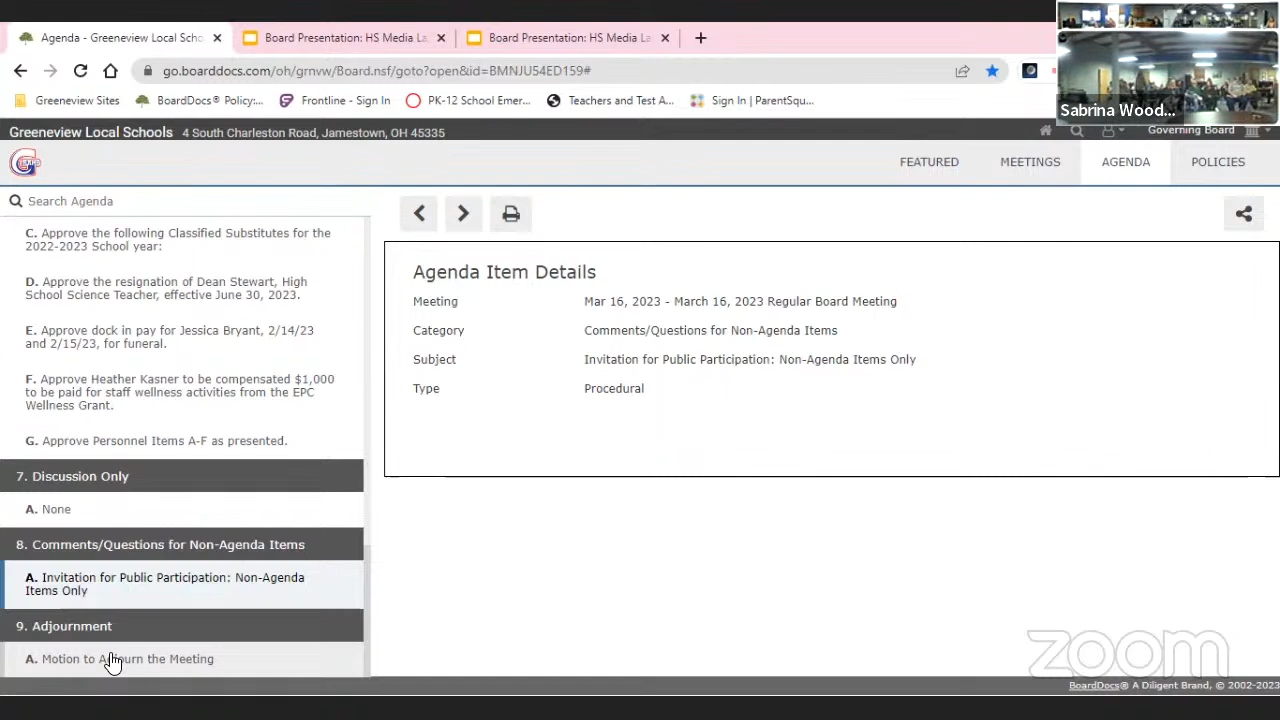 Agenda - Greeneview Local Scho
Board Presentation: HS Media La
Board Presentation: HS Media La
go.boarddocs.com/oh/grnvw/Board.nsf/goto?open&id=BMNJU54ED159#
Greeneview Sites
BoardDocs® Policy:...
Frontline - Sign In
PK-12 School Emer...
Teachers and Test A...
Sign In | ParentSqu...
Sabrina Wood...
Greeneview Local Schools 4 South Charleston Road, Jamestown, OH 45335
Governing Board
FEATURED
MEETINGS
AGENDA
POLICIES
Search Agenda
C. Approve the following Classified Substitutes for the
2022-2023 School year:
D. Approve the resignation of Dean Stewart, High
School Science Teacher, effective June 30, 2023.
E. Approve dock in pay for Jessica Bryant, 2/14/23
and 2/15/23, for funeral.
F. Approve Heather Kasner to be compensated $1,000
to be paid for staff wellness activities from the EPC
Wellness Grant.
G. Approve Personnel Items A-F as presented.
7. Discussion Only
A. None
8. Comments/Questions for Non-Agenda Items
A. Invitation for Public Participation: Non-Agenda
Items Only
9. Adjournment
A. Motion to Adjourn the Meeting
Agenda Item Details
Meeting
Mar 16, 2023 - March 16, 2023 Regular Board Meeting
Category
Comments/Questions for Non-Agenda Items
Subject
Invitation for Public Participation: Non-Agenda Items Only
Type
Procedural
zoom
BoardDocs® A Diligent Brand, © 2002-2023